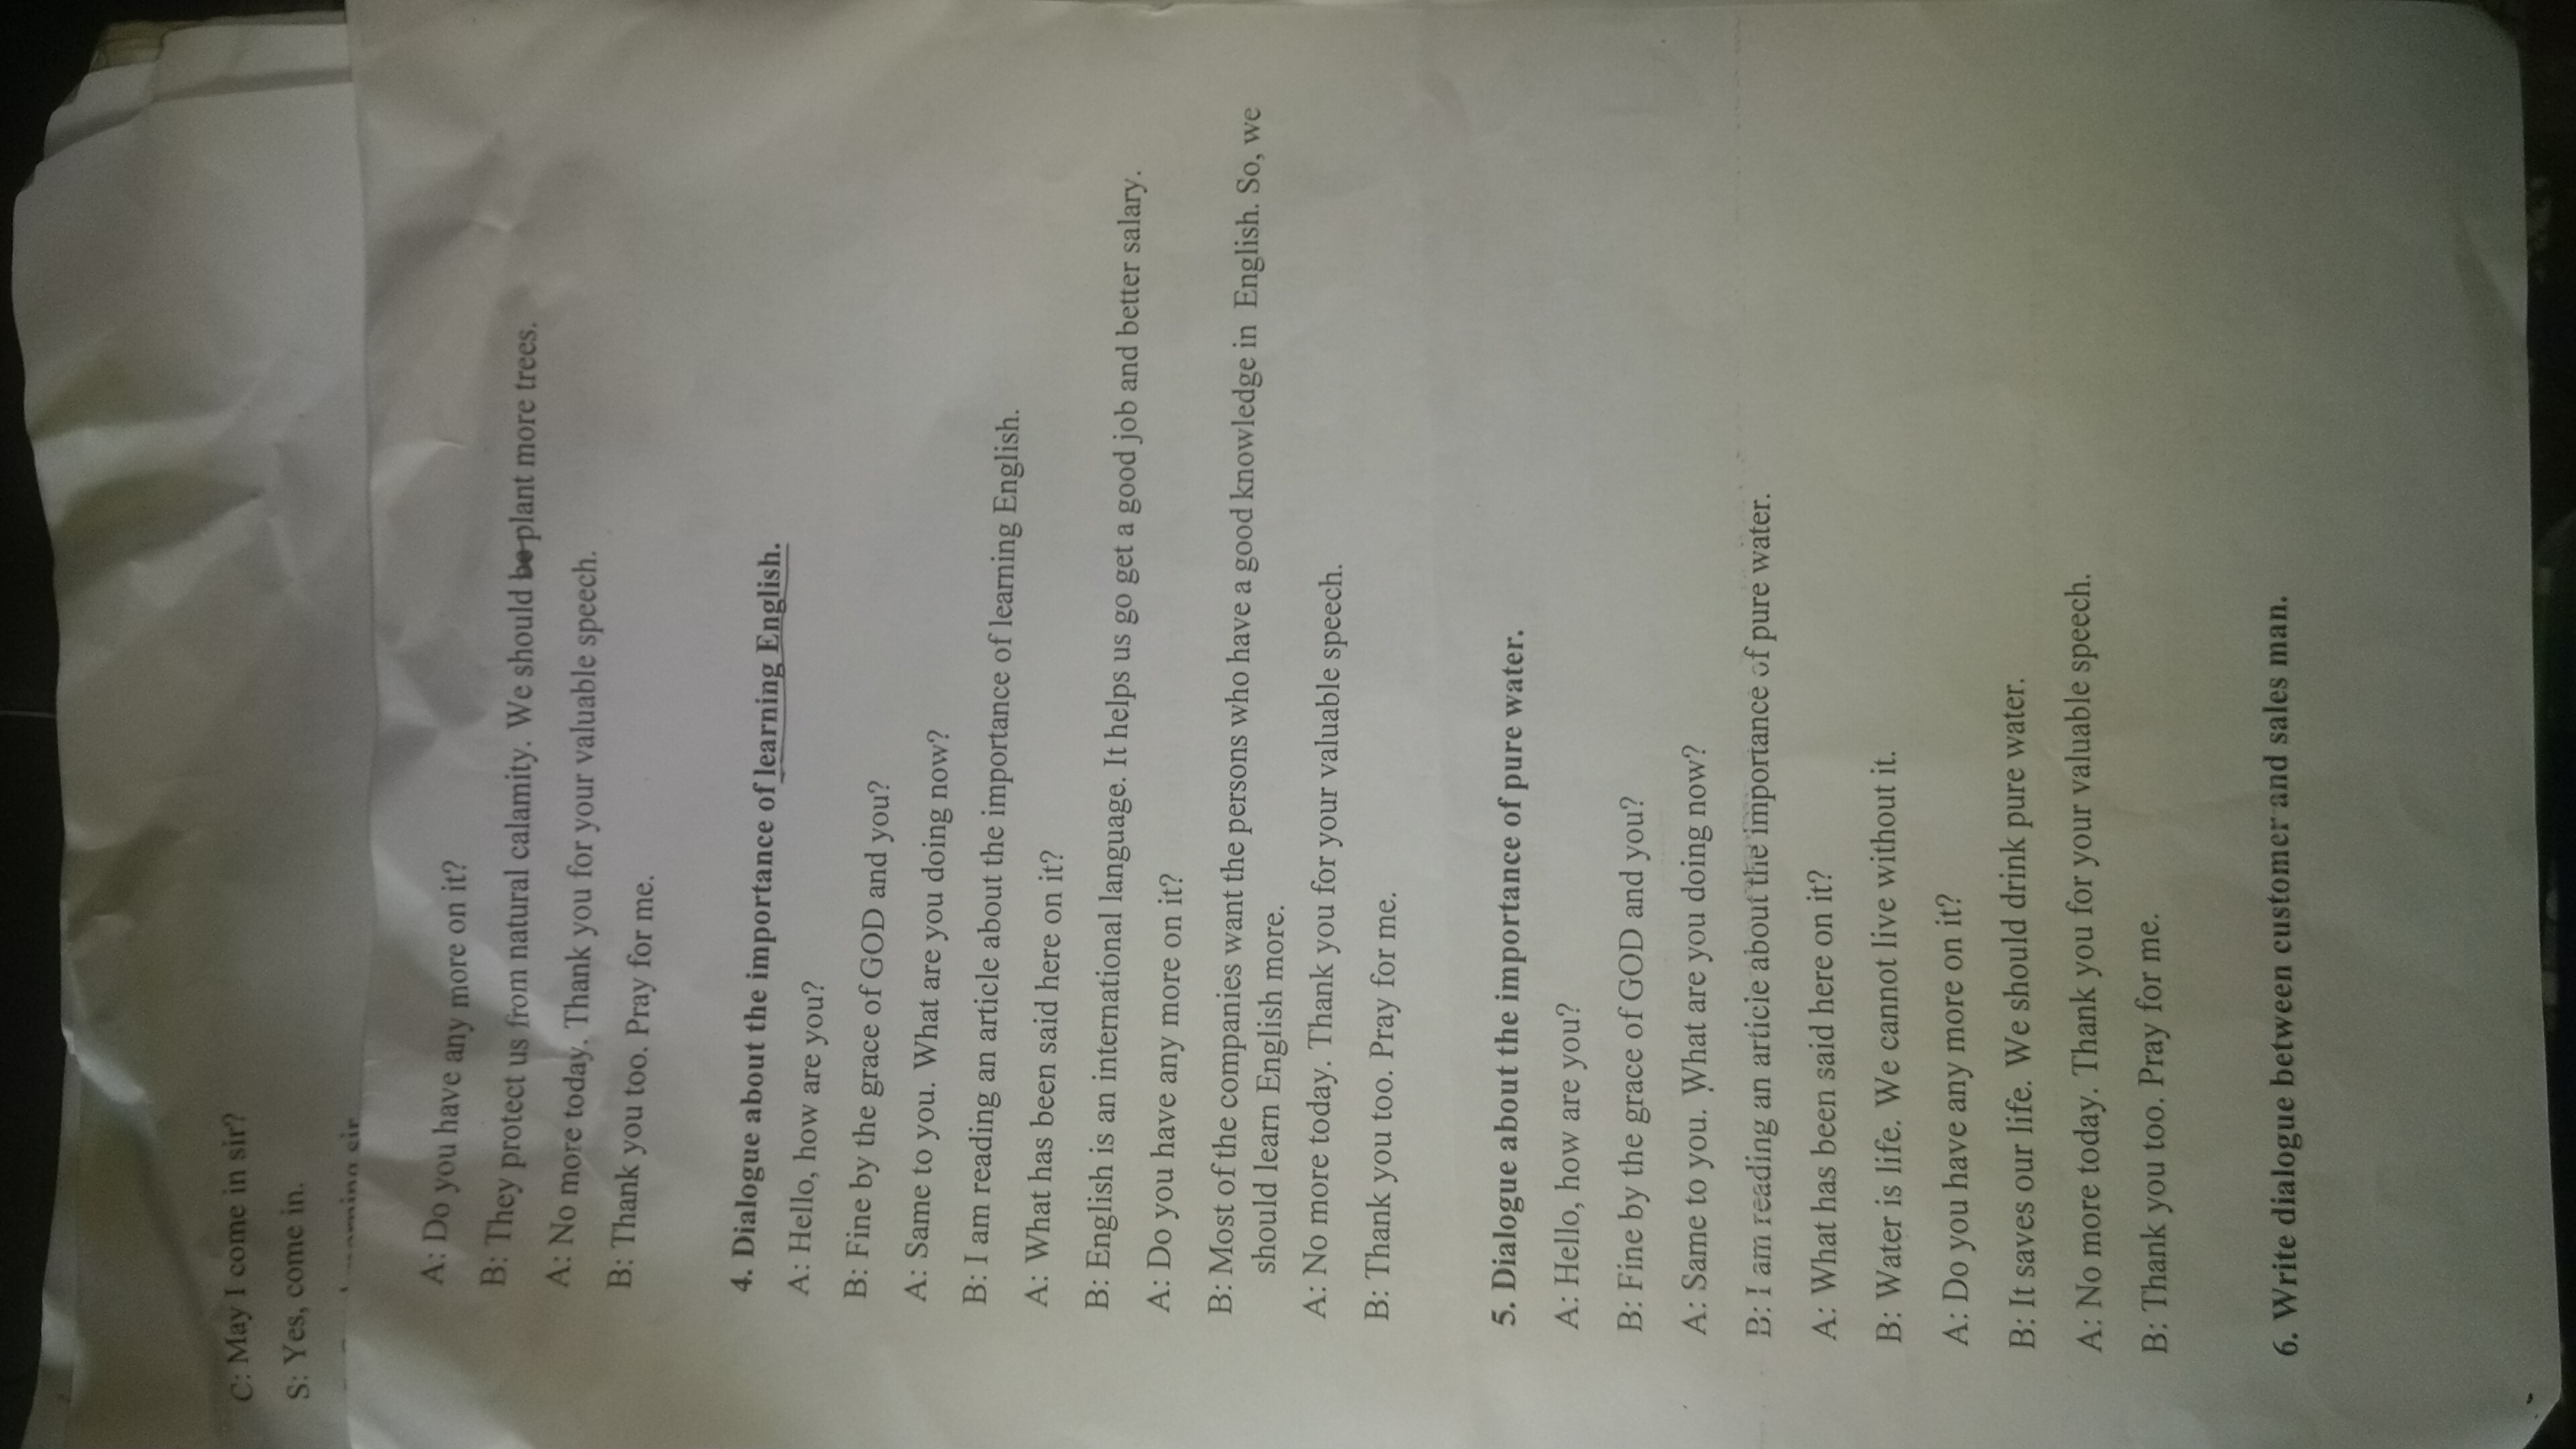 C: May I come in sir?
S: Yes, come in.
sir
A: Do you have any more on it?
B: They protect us from natural calamity. We should be plant more trees.
A: No more today. Thank you for your valuable speech.
B: Thank you too. Pray for me.
4. Dialogue about the importance of learning English.
A: Hello, how are you?
B: Fine by the grace of GOD and you?
A: Same to you. What are you doing now?
B: I am reading an article about the importance of learning English.
A: What has been said here on it?
B: English is an international language. It helps us go get a good job and better salary.
A: Do you have any more on it?
B: Most of the companies want the persons who have a good knowledge in English. So, we
should learn English more.
A: No more today. Thank you for your valuable speech.
B: Thank you too. Pray for me.
5. Dialogue about the importance of pure water.
A: Hello, how are you?
B: Fine by the grace of GOD and you?
A: Same to you. What are you doing now?
B: I am reading an article about the importance of pure water.
A: What has been said here on it?
B: Water is life. We cannot live without it.
A: Do you have any more on it?
B: It saves our life. We should drink pure water.
A: No more today. Thank you for your valuable speech.
B: Thank you too. Pray for me.
6. Write dialogue between customer and sales man.